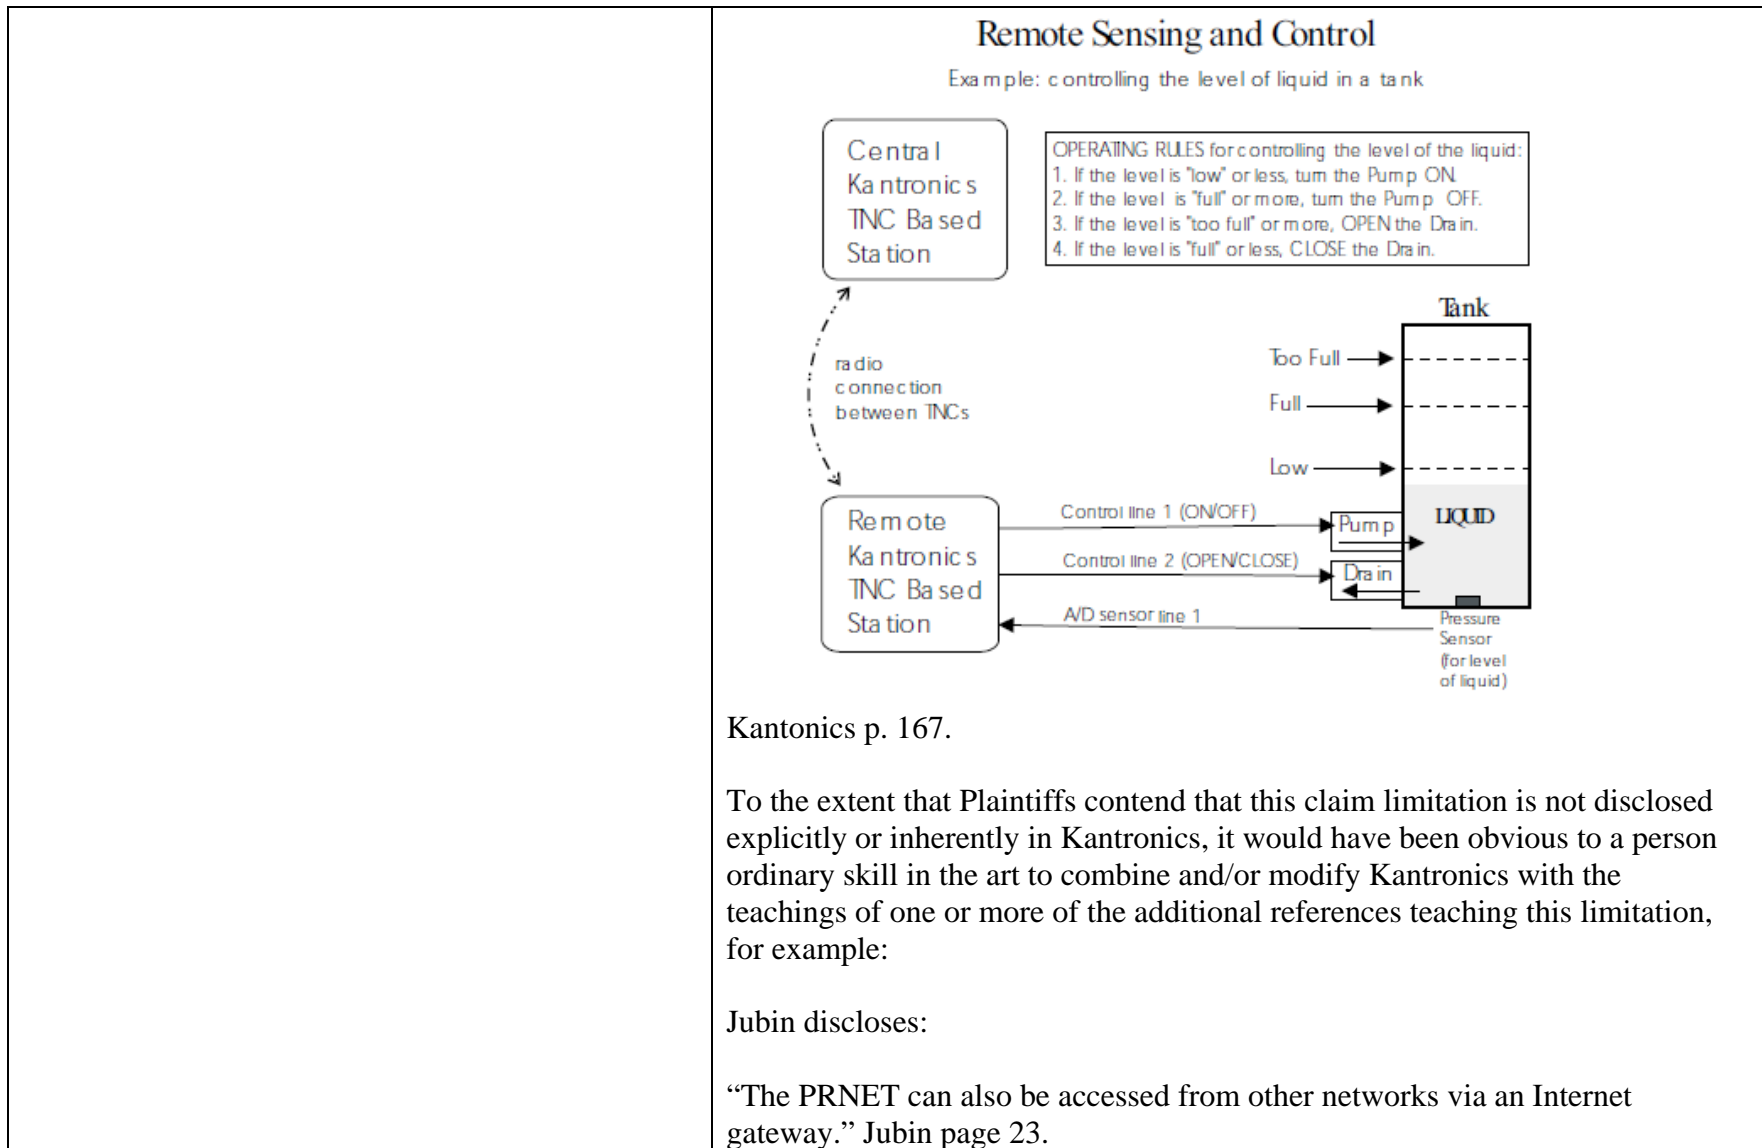 Remote Sensing and Control
Example: controlling the level of liquid in a tank
Central
Kantronics
TNC Based
Station
OPERATING RULES for controlling the level of the liquid:
1. If the level is "low" or less, turn the Pump ON.
2. If the level is "full" or more, turn the Pump OFF.
3. If the level is "too full" or more, OPEN the Drain.
4. If the level is "full" or less, CLOSE the Drain.
Tank
Too Full
Full
Low
radio
connection
between TNCs
Remote
Kantronics
TNC Based
Station
Control line 1 (ON/OFF)
Control line 2 (OPEN/CLOSE)
A/D sensor line 1
Pump
Drain
LIQUID
Pressure
Sensor
(for level
of liquid)
Kantonics p. 167.
To the extent that Plaintiffs contend that this claim limitation is not disclosed
explicitly or inherently in Kantronics, it would have been obvious to a person
ordinary skill in the art to combine and/or modify Kantronics with the
teachings of one or more of the additional references teaching this limitation,
for example:
Jubin discloses:
“The PRNET can also be accessed from other networks via an Internet
gateway.” Jubin page 23.